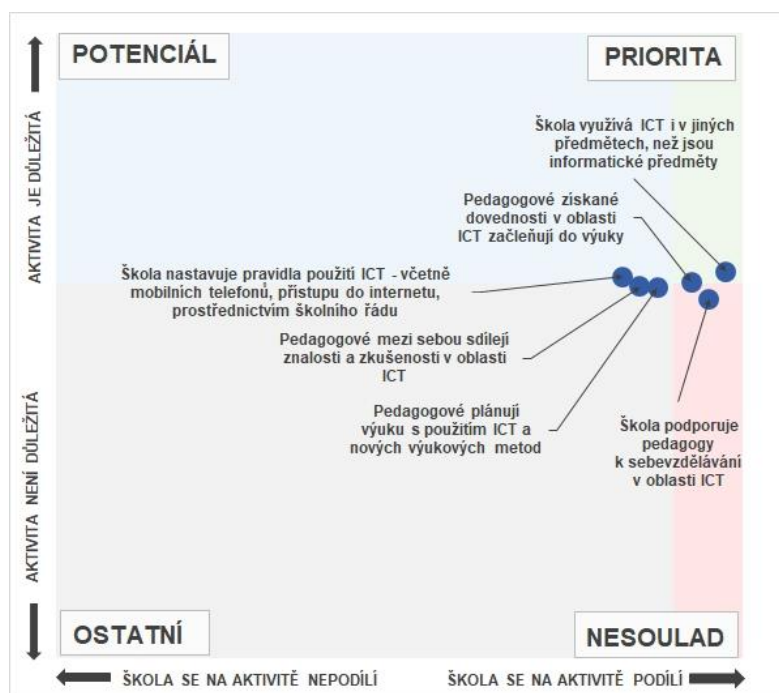 POTENCIÁL
PRIORITA
AKTIVITA JE DŮLEŽITÁ
Škola využívá ICT i v jiných
předmětech, než jsou
informatické předměty
Pedagogové získané
dovednosti v oblasti
ICT začleňují do výuky
Škola nastavuje pravidla použití ICT - včetně
mobilních telefonů, přístupu do internetu,
prostřednictvím školního řádu
Pedagogové mezi sebou sdílejí
znalosti a zkušenosti v oblasti
ICT
Pedagogové plánují
výuku s použitím ICT a
nových výukových metod
Škola podporuje
pedagogy
k sebevzdělávání
v oblasti ICT
AKTIVITA NENÍ DŮLEŽITÁ
OSTATNÍ
NESOULAD
ŠKOLA SE NA AKTIVITĚ NEPODÍLÍ
ŠKOLA SE NA AKTIVITĚ PODÍLÍ